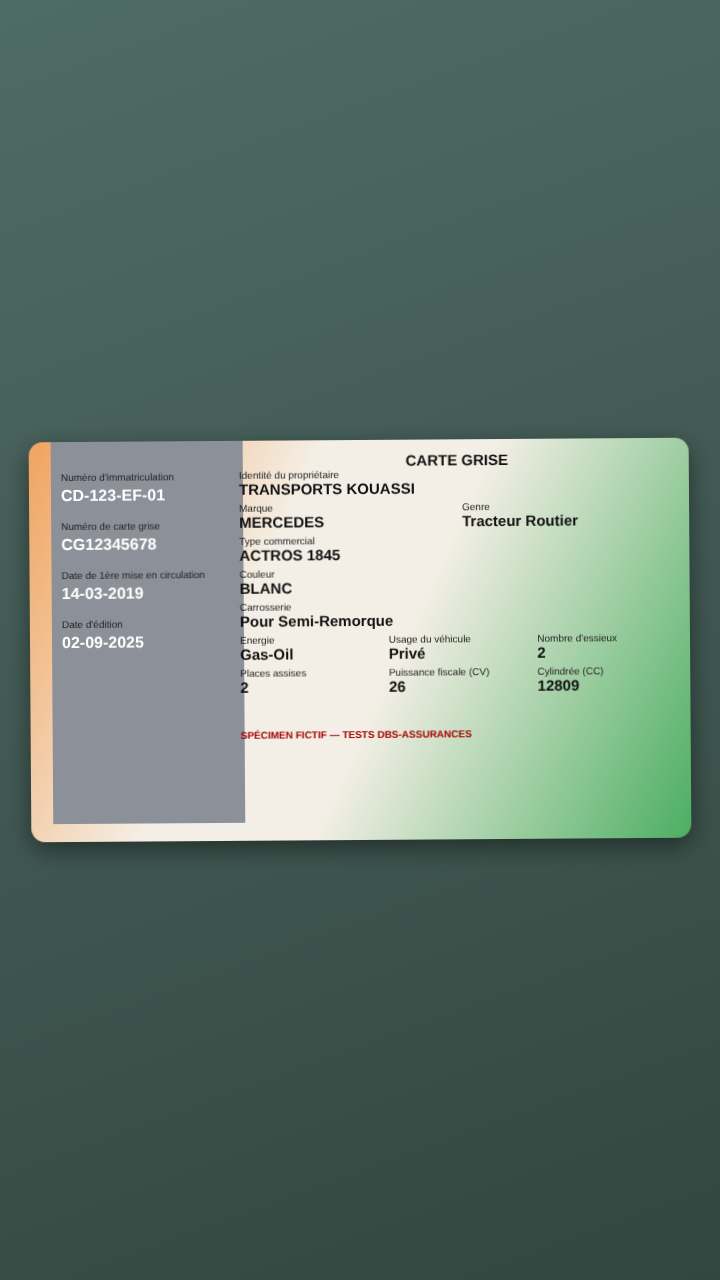 CARTE GRISE
Numéro d'immatriculation
CD-123-EF-01
Numéro de carte grise
CG12345678
Date de 1ère mise en circulation
14-03-2019
Date d'édition
02-09-2025
Identité du propriétaire
TRANSPORTS KOUASSI
Marque Genre
MERCEDES Tracteur Routier
Type commercial
ACTROS 1845
Couleur
BLANC
Carrosserie
Pour Semi-Remorque
Energie Usage du véhicule Nombre d'essieux
Gas-Oil Privé 2
Places assises Puissance fiscale (CV) Cylindrée (CC)
2 26 12809
SPÉCIMEN FICTIF — TESTS DBS-ASSURANCES